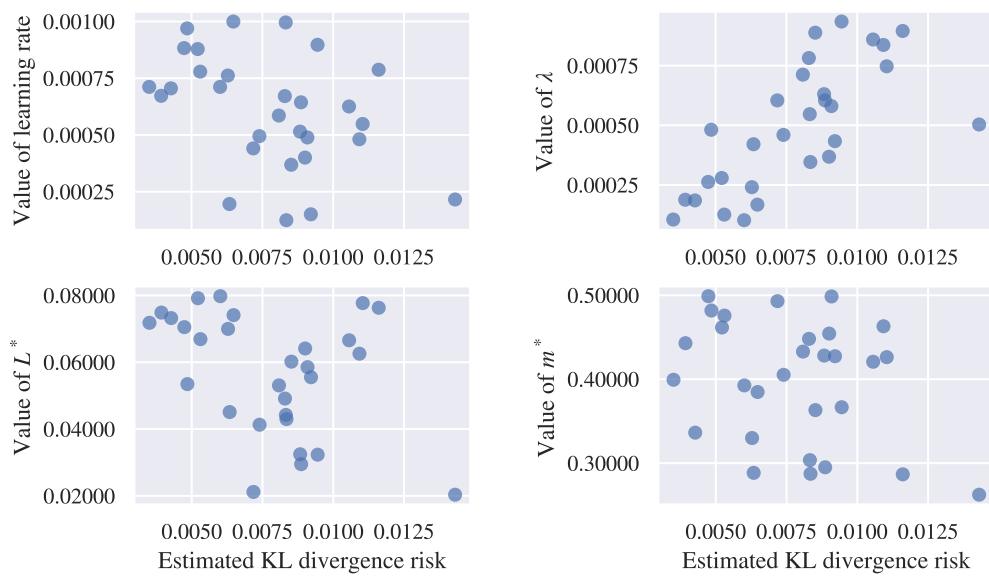 Value of learning rate
0.00100
0.00075
0.00050
0.00025
0.0050 0.0075 0.0100 0.0125
Value of λ
0.00075
0.00050
0.00025
0.0050 0.0075 0.0100 0.0125
Value of L*
0.08000
0.06000
0.04000
0.02000
0.0050 0.0075 0.0100 0.0125
Estimated KL divergence risk
Value of m*
0.50000
0.40000
0.30000
0.0050 0.0075 0.0100 0.0125
Estimated KL divergence risk